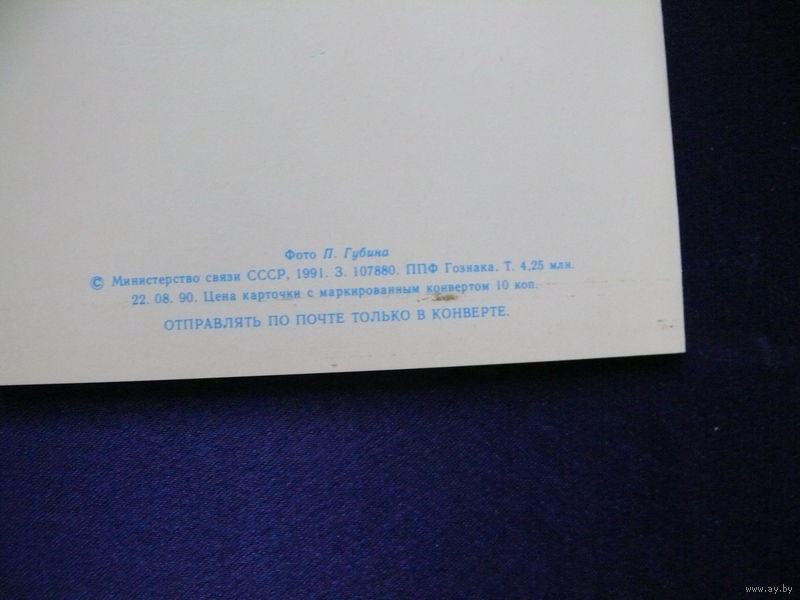 Фото П. Губина
© Министерство связи СССР, 1991. З. 107880. ППФ Гознака. Т. 4,25 млн.
22. 08. 90. Цена карточки с маркированным конвертом 10 коп.
ОТПРАВЛЯТЬ ПО ПОЧТЕ ТОЛЬКО В КОНВЕРТЕ.
www.ay.by